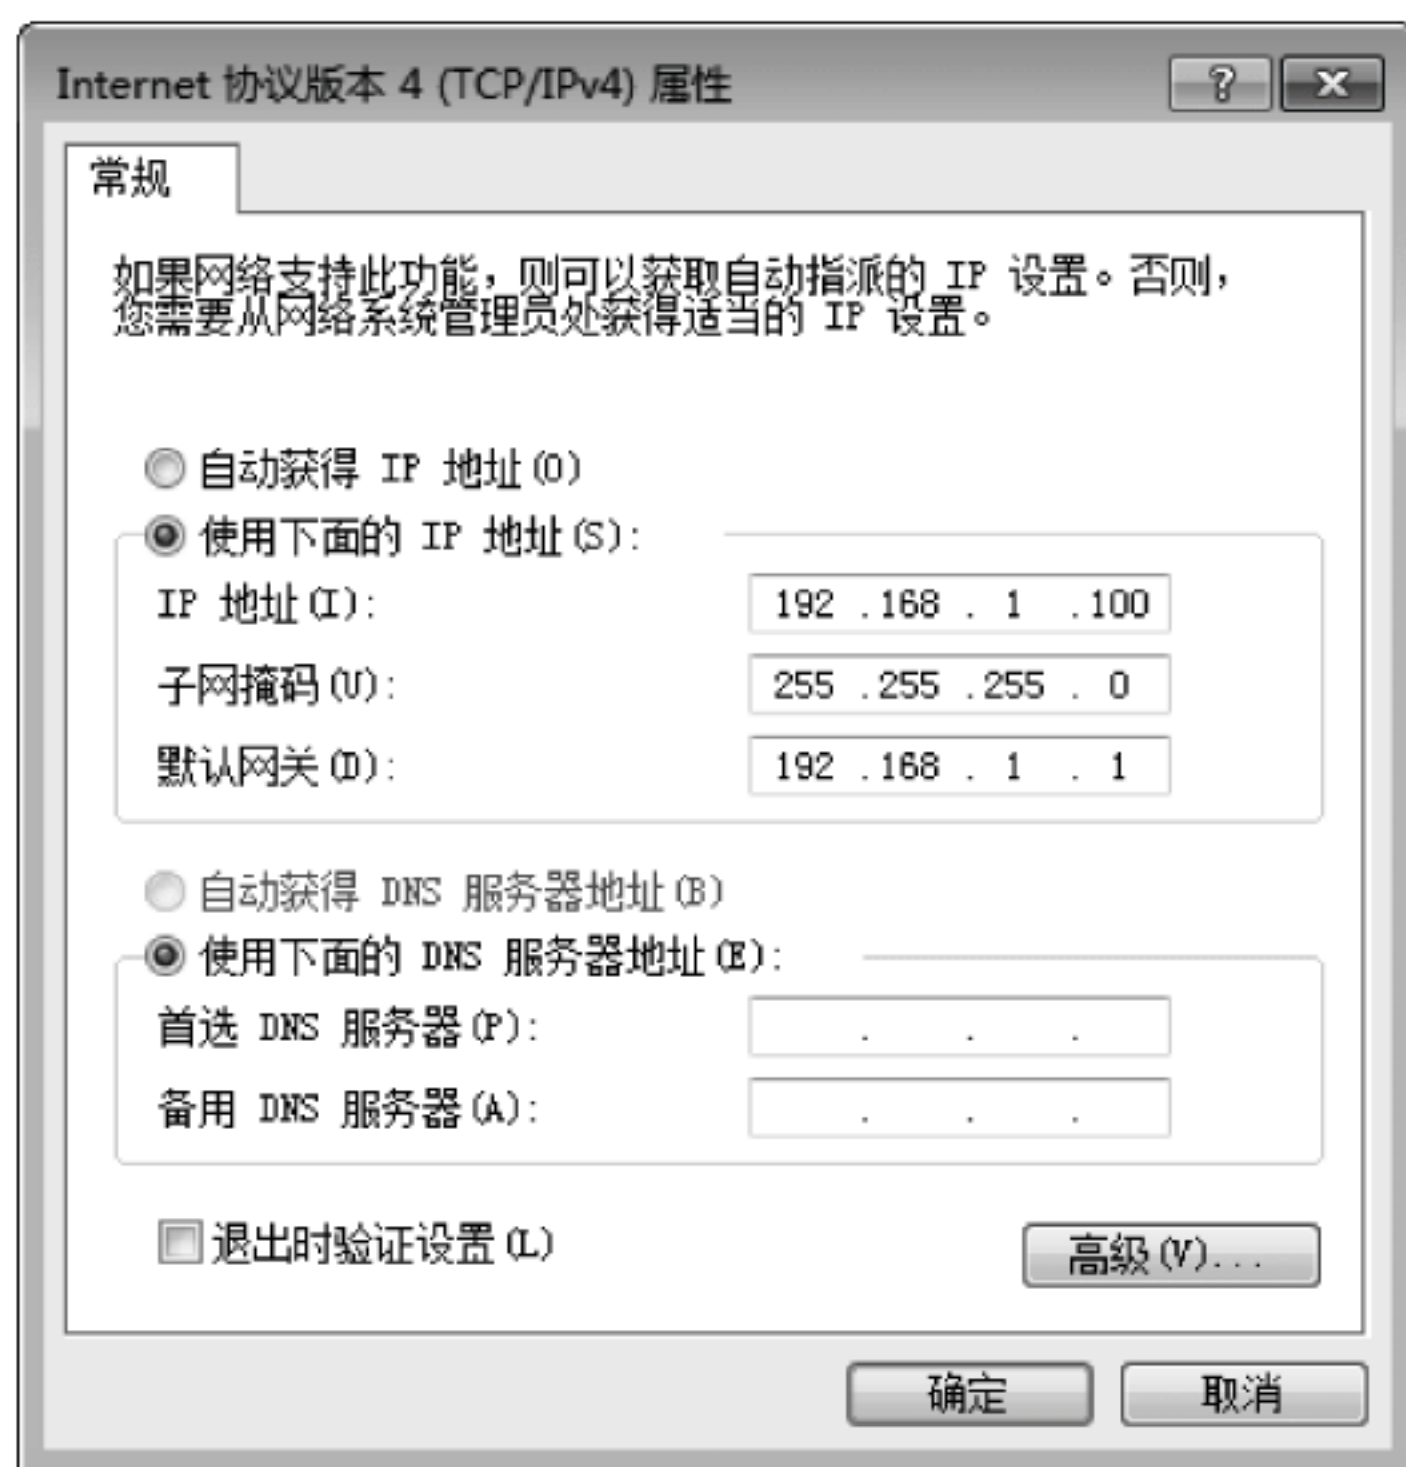 Internet 协议版本 4 (TCP/IPv4) 属性
常规
如果网络支持此功能，则可以获取自动指派的 IP 设置。否则，
您需要从网络系统管理员处获得适当的 IP 设置。
自动获得 IP 地址(O)
使用下面的 IP 地址(S):
IP 地址(I): 192 .168 . 1 .100
子网掩码(U): 255 .255 .255 . 0
默认网关(D): 192 .168 . 1 . 1
自动获得 DNS 服务器地址(B)
使用下面的 DNS 服务器地址(E):
首选 DNS 服务器(P): . . .
备用 DNS 服务器(A): . . .
退出时验证设置(L)
高级(V)...
确定 取消